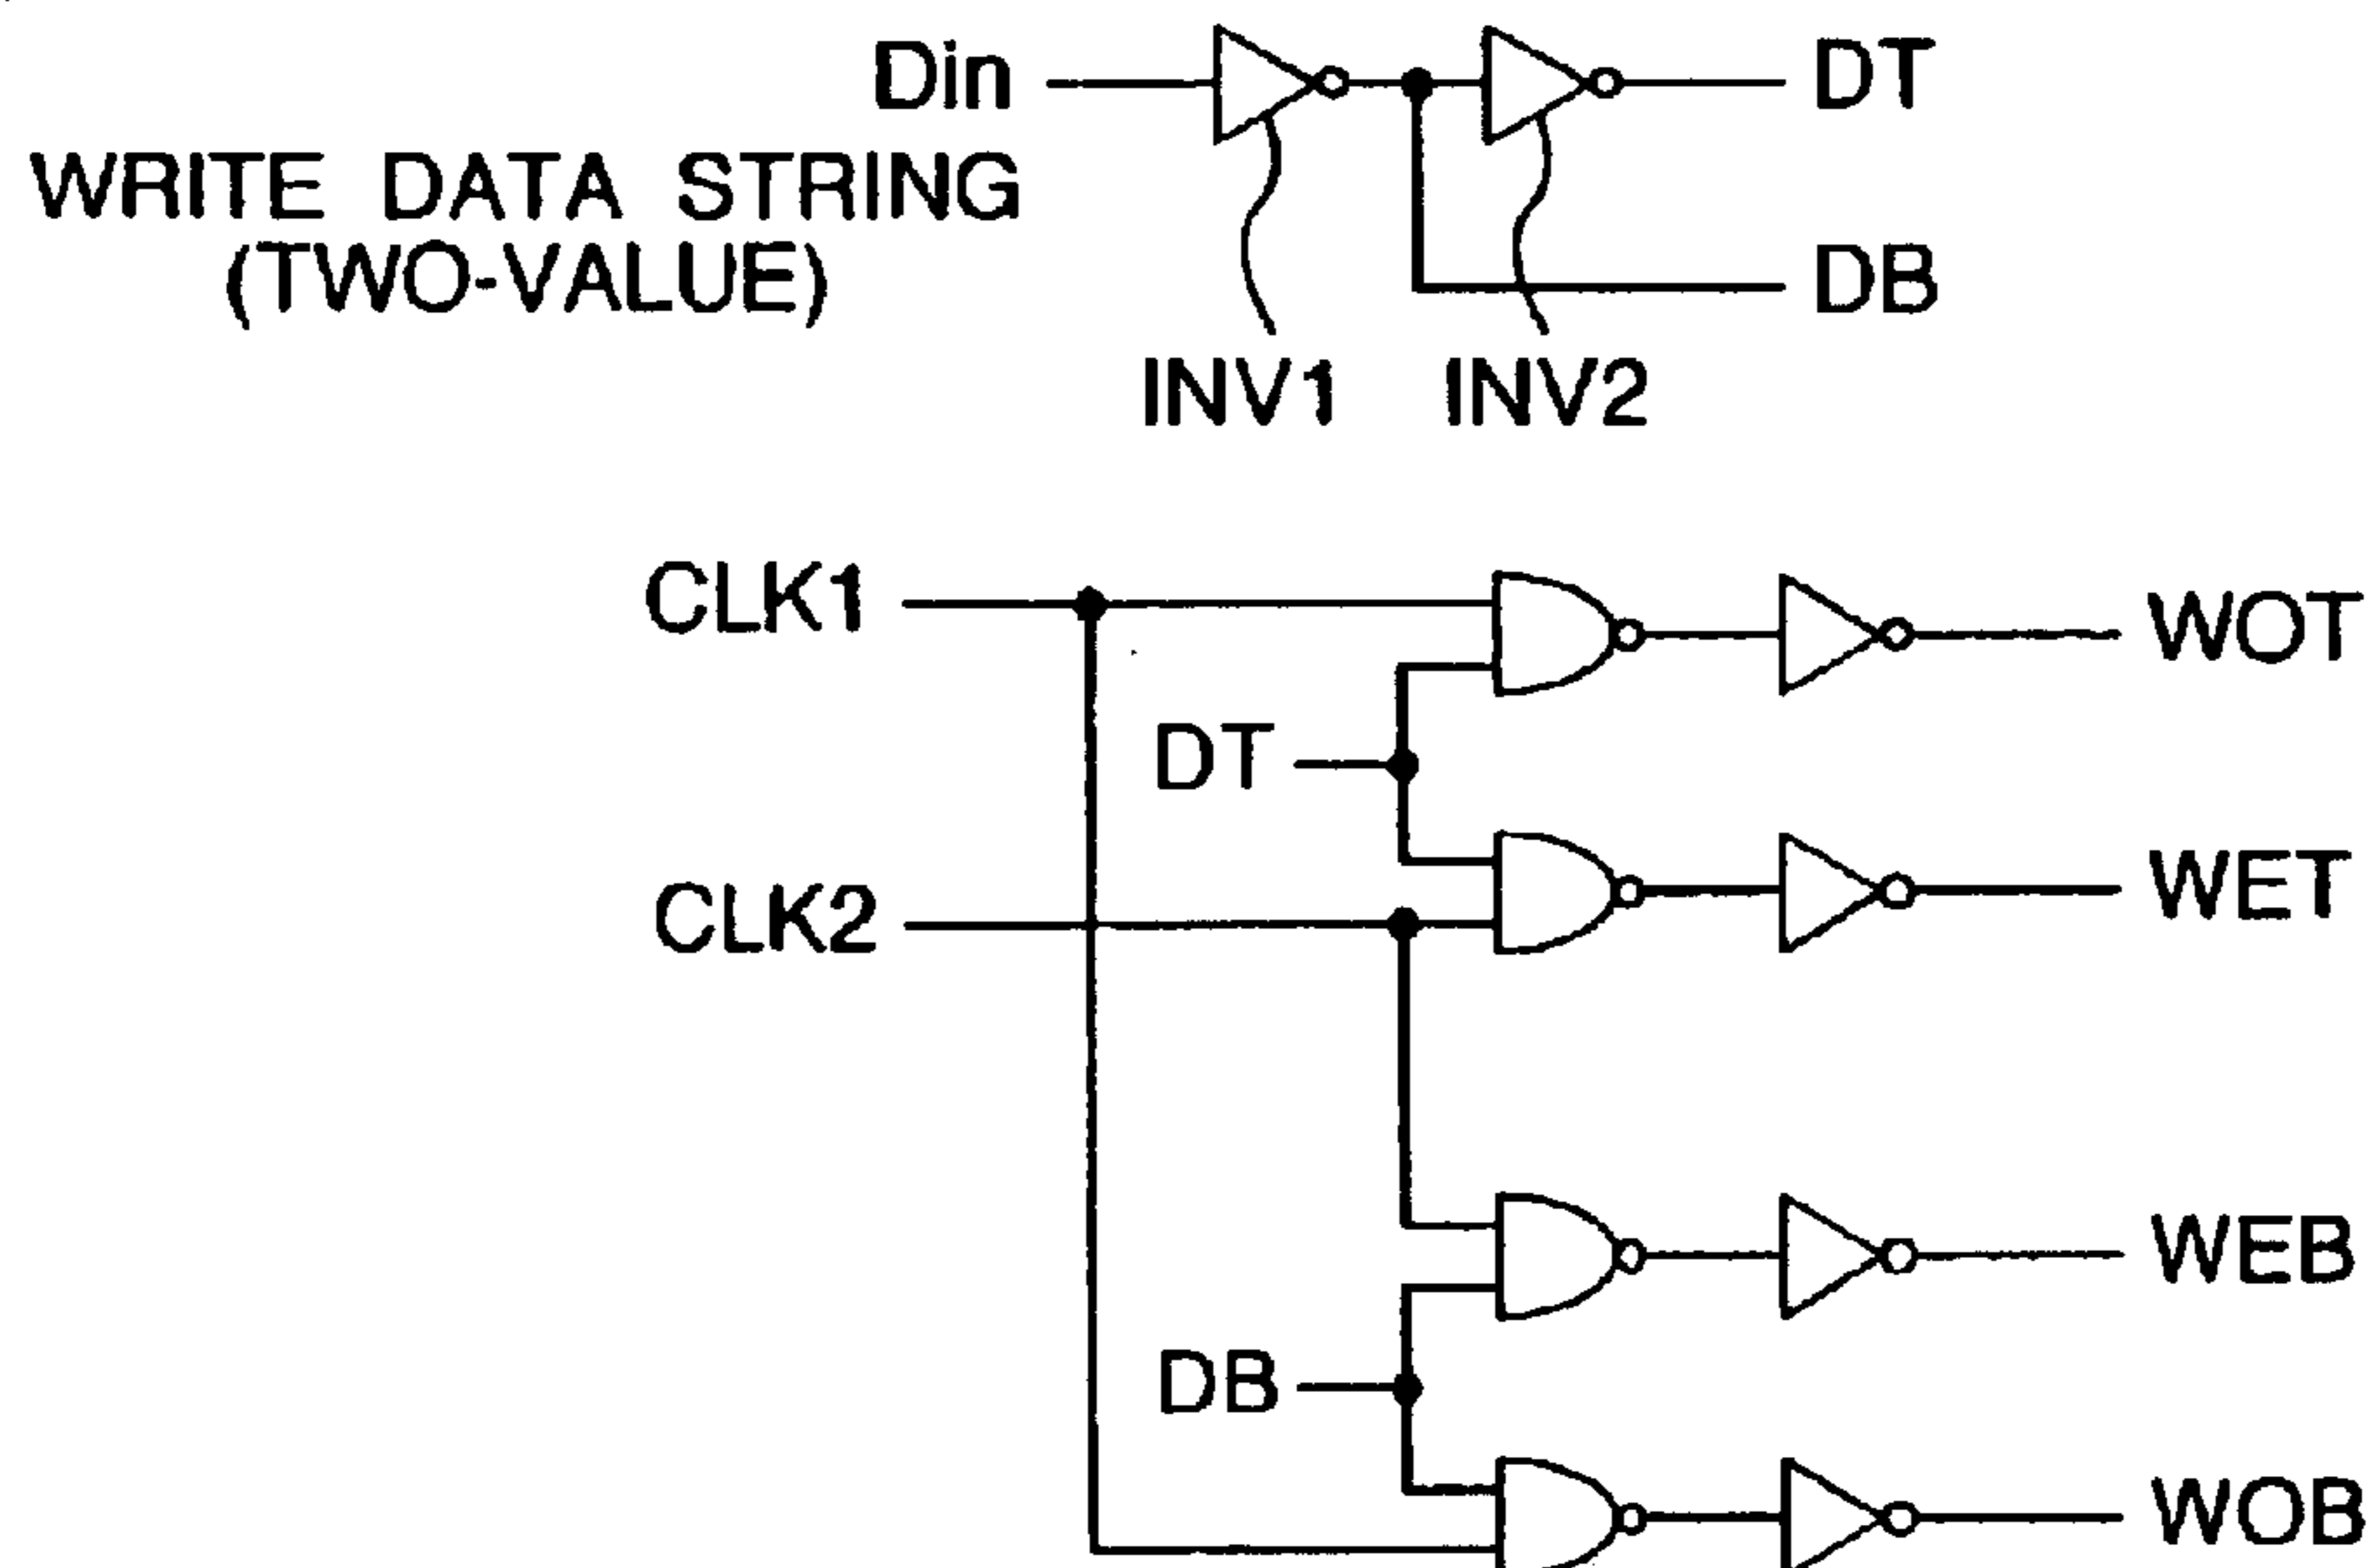 Din
DT
WRITE DATA STRING
(TWO-VALUE)
DB
INV1
INV2
CLK1
WOT
DT
CLK2
WET
WEB
DB
WOB